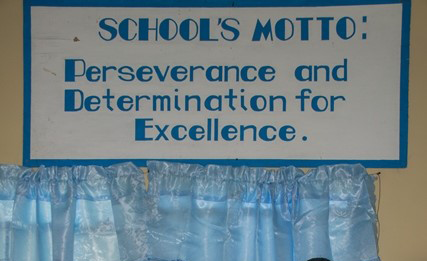 SCHOOL'S MOTTO:
Perseverance and
Determination for
Excellence.